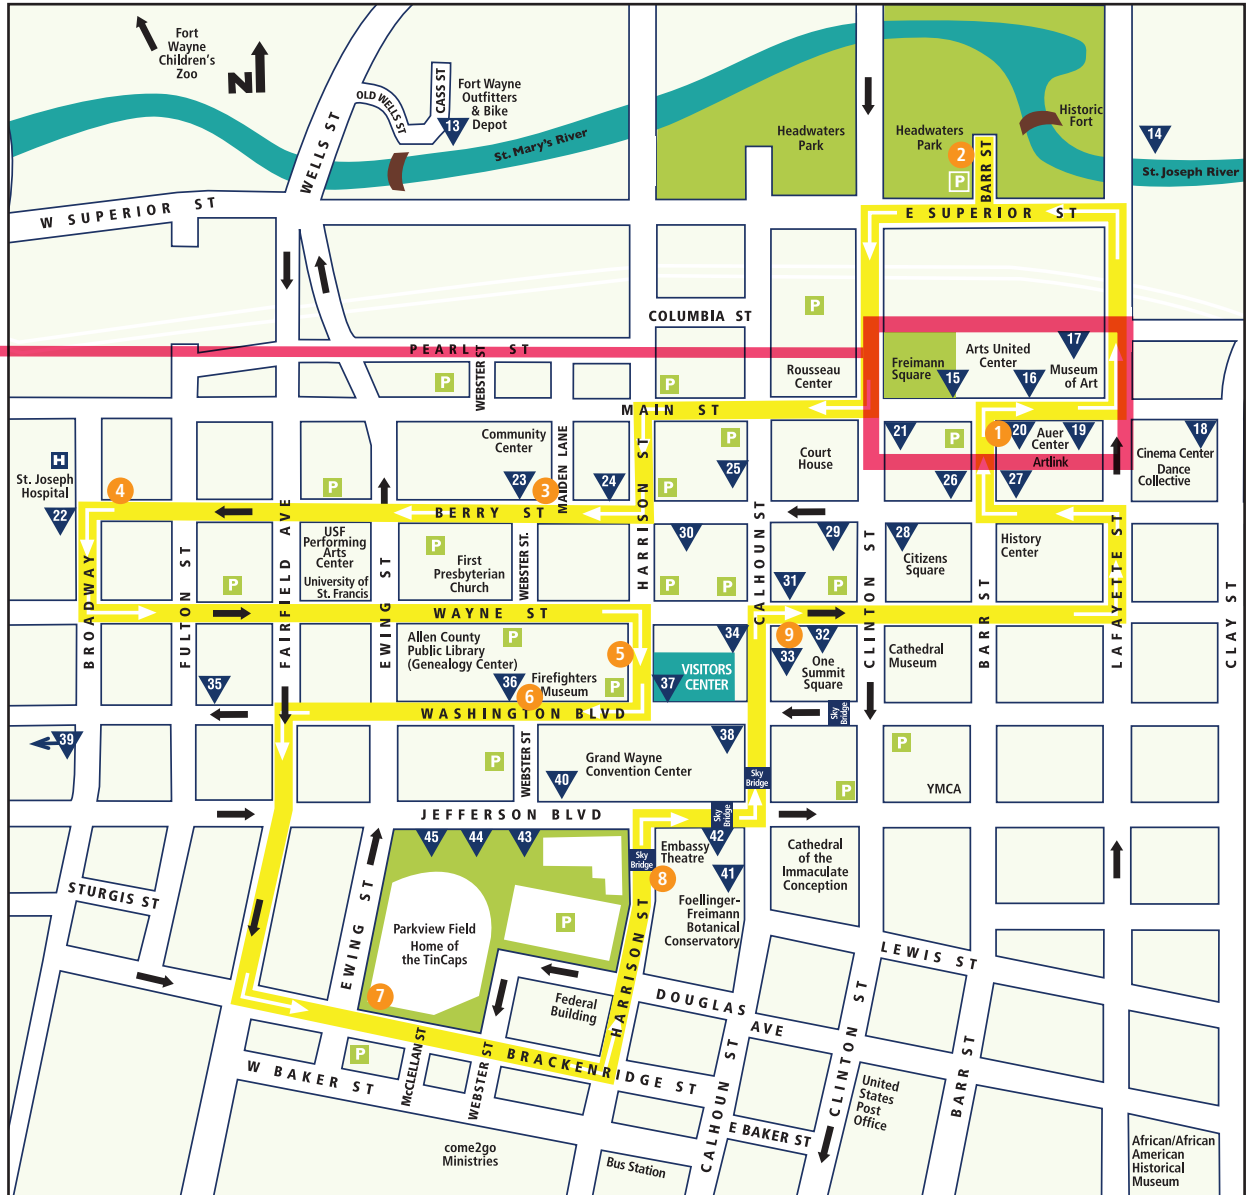 Fort
Wayne
Children's
Zoo
N
WELLS ST
OLD WELLS ST
CASS ST
Fort Wayne
Outfitters
& Bike
Depot
13
St. Mary's River
Headwaters
Park
Headwaters
Park
2
P
BARR ST
Historic
Fort
14
St. Joseph River
W SUPERIOR ST
E SUPERIOR ST
COLUMBIA ST
P
PEARL ST
WEBSTER ST
P
P
Rousseau
Center
Freimann
Square
15
Arts United
Center
16
17
Museum
of Art
MAIN ST
H
St. Joseph
Hospital
22
4
P
Community
Center
23
3
MAIDEN LANE
24
HARRISON ST
P
P
25
Court
House
21
P
26
1
20
Auer
Center
19
Artlink
27
18
Cinema Center
Dance
Collective
BERRY ST
BROADWAY
FULTON ST
P
FAIRFIELD AVE
USF
Performing
Arts
Center
University of
St. Francis
EWING ST
P
First
Presbyterian
Church
WEBSTER ST.
30
P
P
CALHOUN ST
29
31
P
CLINTON ST
28
Citizens
Square
BARR ST
History
Center
LAFAYETTE ST
CLAY ST
WAYNE ST
35
Allen County
Public Library
(Genealogy Center)
P
5
36
Firefighters
Museum
6
P
34
VISITORS
CENTER
37
9
32
33
One
Summit
Square
Cathedral
Museum
WASHINGTON BLVD
Sky
Bridge
39
P
WEBSTER ST
40
Grand Wayne
Convention Center
38
Sky
Bridge
P
P
YMCA
JEFFERSON BLVD
Sky
Bridge
45
44
43
Sky
Bridge
Embassy
Theatre
42
8
41
Foellinger-
Freimann
Botanical
Conservatory
Cathedral
of the
Immaculate
Conception
STURGIS ST
EWING ST
Parkview Field
Home of
the TinCaps
P
7
HARRISON ST
LEWIS ST
Federal
Building
DOUGLAS AVE
P
McCLELLAN ST
WEBSTER ST
BRACKENRIDGE ST
W BAKER ST
CALHOUN ST
CLINTON ST
BARR ST
United
States
Post
Office
E BAKER ST
come2go
Ministries
Bus Station
African/African
American
Historical
Museum